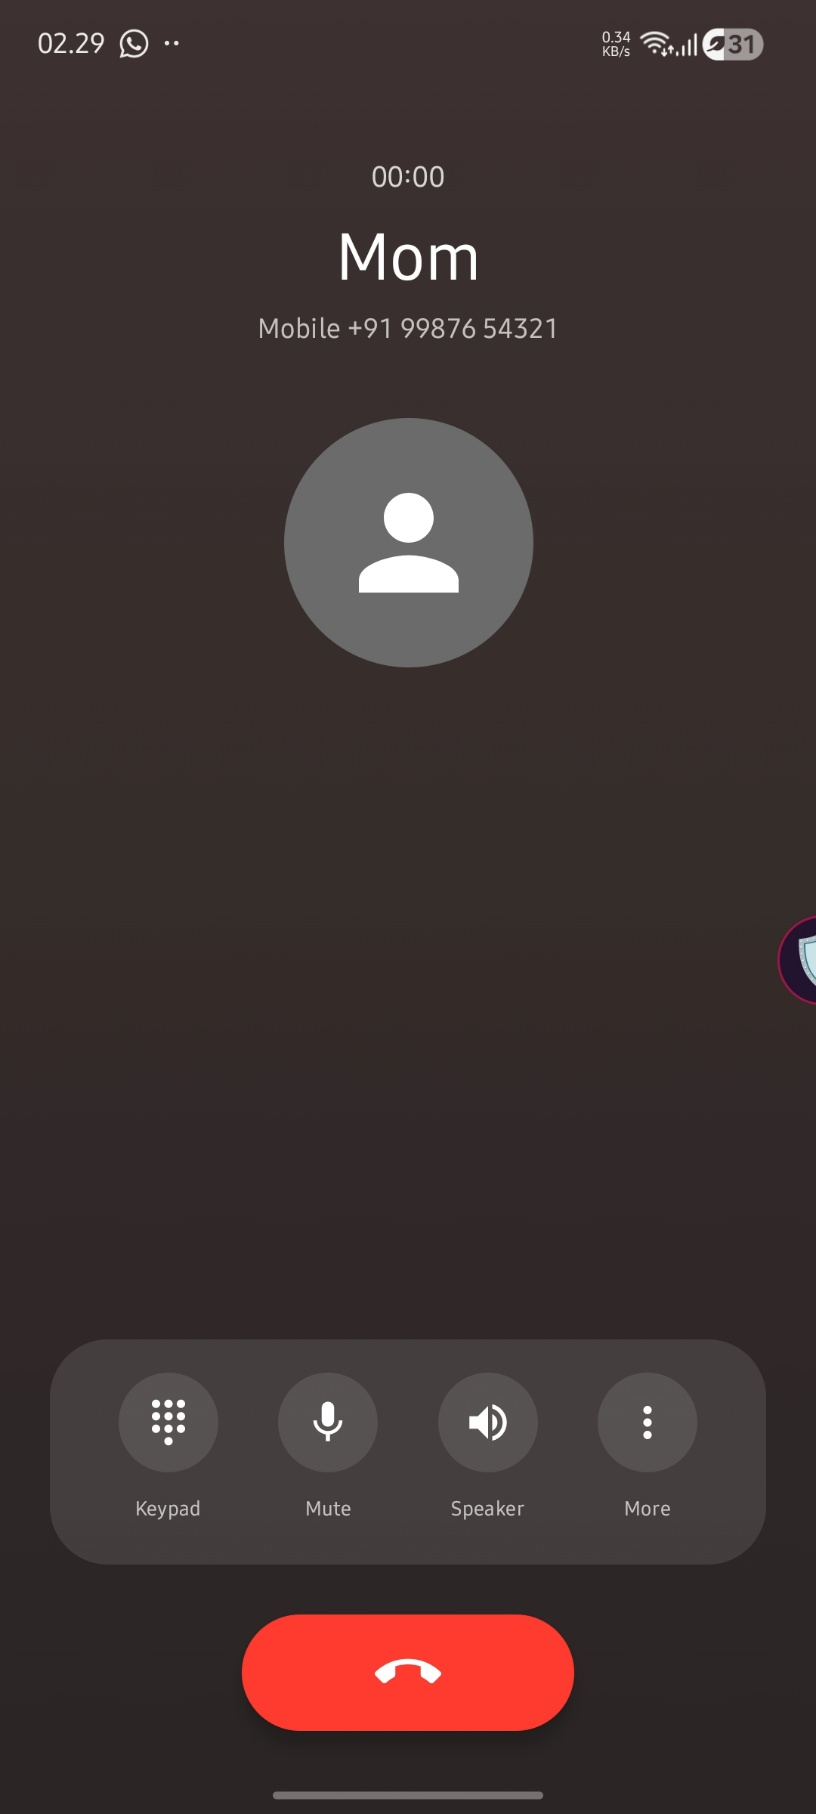 02.29
0.34
KB/s
31
00:00
Mom
Mobile +91 99876 54321
Keypad Mute Speaker More